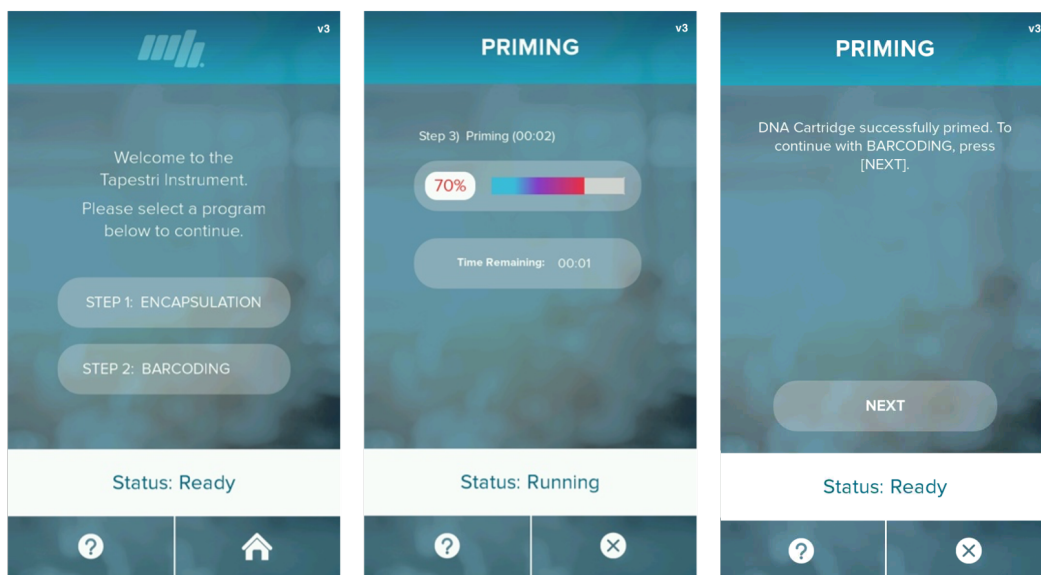 v3
Welcome to the
Tapestri Instrument.
Please select a program
below to continue.
STEP 1: ENCAPSULATION
STEP 2: BARCODING
Status: Ready
?
v3
PRIMING
Step 3) Priming (00:02)
70%
Time Remaining: 00:01
Status: Running
?
v3
PRIMING
DNA Cartridge successfully primed. To
continue with BARCODING, press
[NEXT].
NEXT
Status: Ready
?